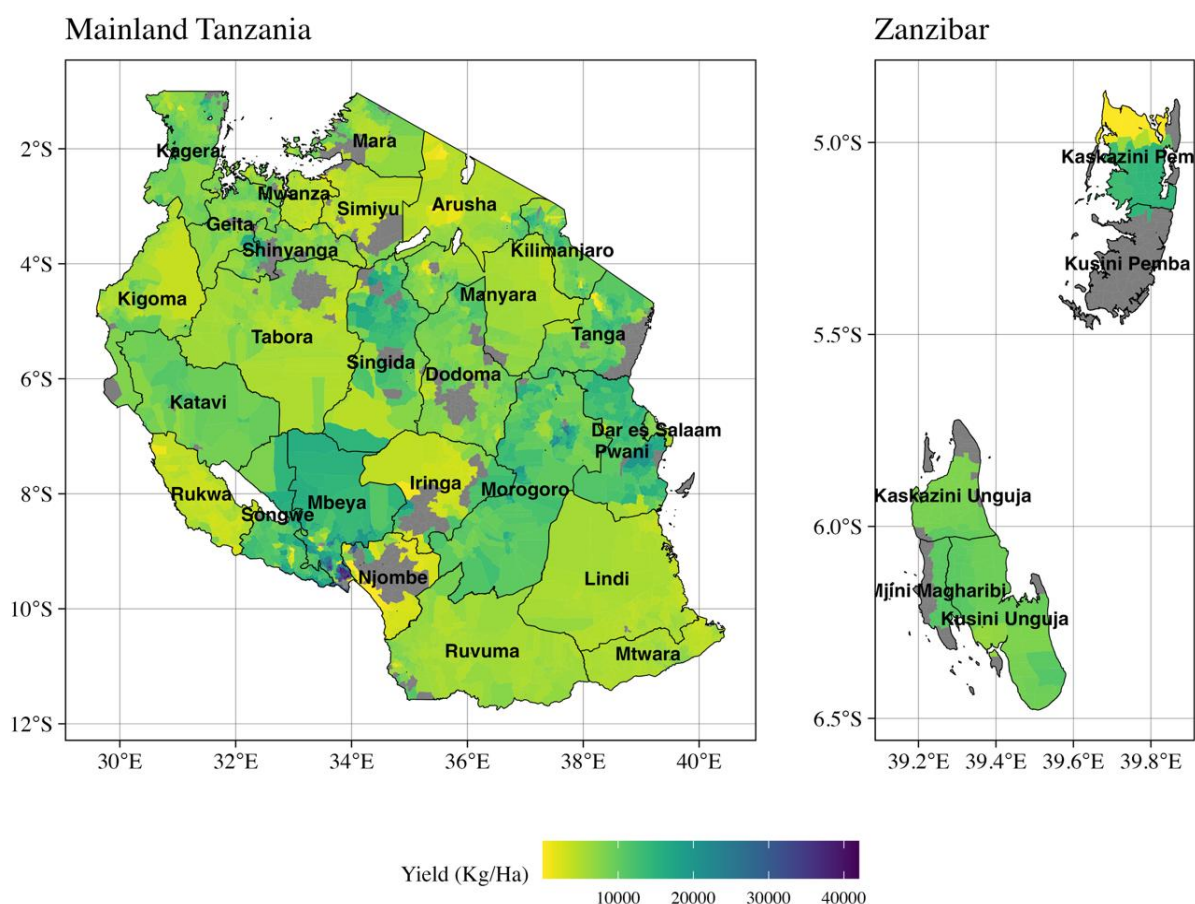 Mainland Tanzania
Zanzibar
2°S
4°S
6°S
8°S
10°S
12°S
30°E
32°E
34°E
36°E
38°E
40°E
Kagera
Mara
Mwanza
Simiyu
Arusha
Geita
Shinyanga
Kilimanjaro
Kigoma
Manyara
Tabora
Tanga
Singida
Dodoma
Katavi
Dar es Salaam
Pwani
Rukwa
Iringa
Morogoro
Songwe
Mbeya
Njombe
Lindi
Ruvuma
Mtwara
5.0°S
5.5°S
6.0°S
6.5°S
39.2°E
39.4°E
39.6°E
39.8°E
Kaskazini Pem
Kusini Pemba
Kaskazini Unguja
Mjini Magharibi
Kusini Unguja
Yield (Kg/Ha)
10000
20000
30000
40000